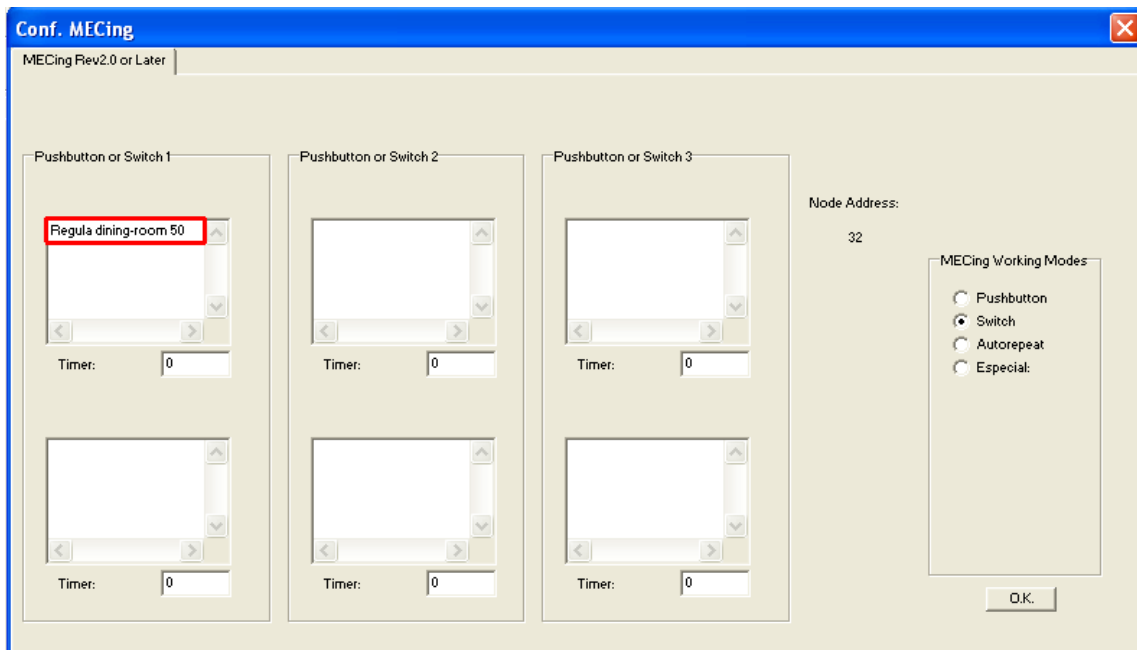 Conf. MECing
MECing Rev2.0 or Later
Pushbutton or Switch 1
Pushbutton or Switch 2
Pushbutton or Switch 3
Regula dining-room 50
Node Address:
32
MECing Working Modes
Pushbutton
Switch
Autorepeat
Especial:
Timer: 0
Timer: 0
Timer: 0
Timer: 0
Timer: 0
Timer: 0
O.K.